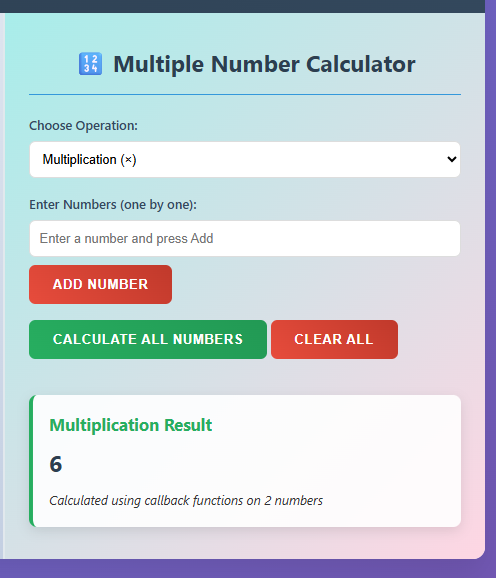 🔢 Multiple Number Calculator
Choose Operation:
Multiplication (×)
Enter Numbers (one by one):
Enter a number and press Add
ADD NUMBER
CALCULATE ALL NUMBERS CLEAR ALL
Multiplication Result
6
Calculated using callback functions on 2 numbers